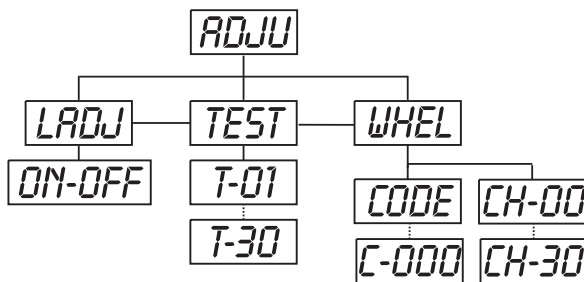 ADJU
LADJ TEST WHEL
ON-OFF T-01 CODE CH-00
T-30 C-000 CH-30